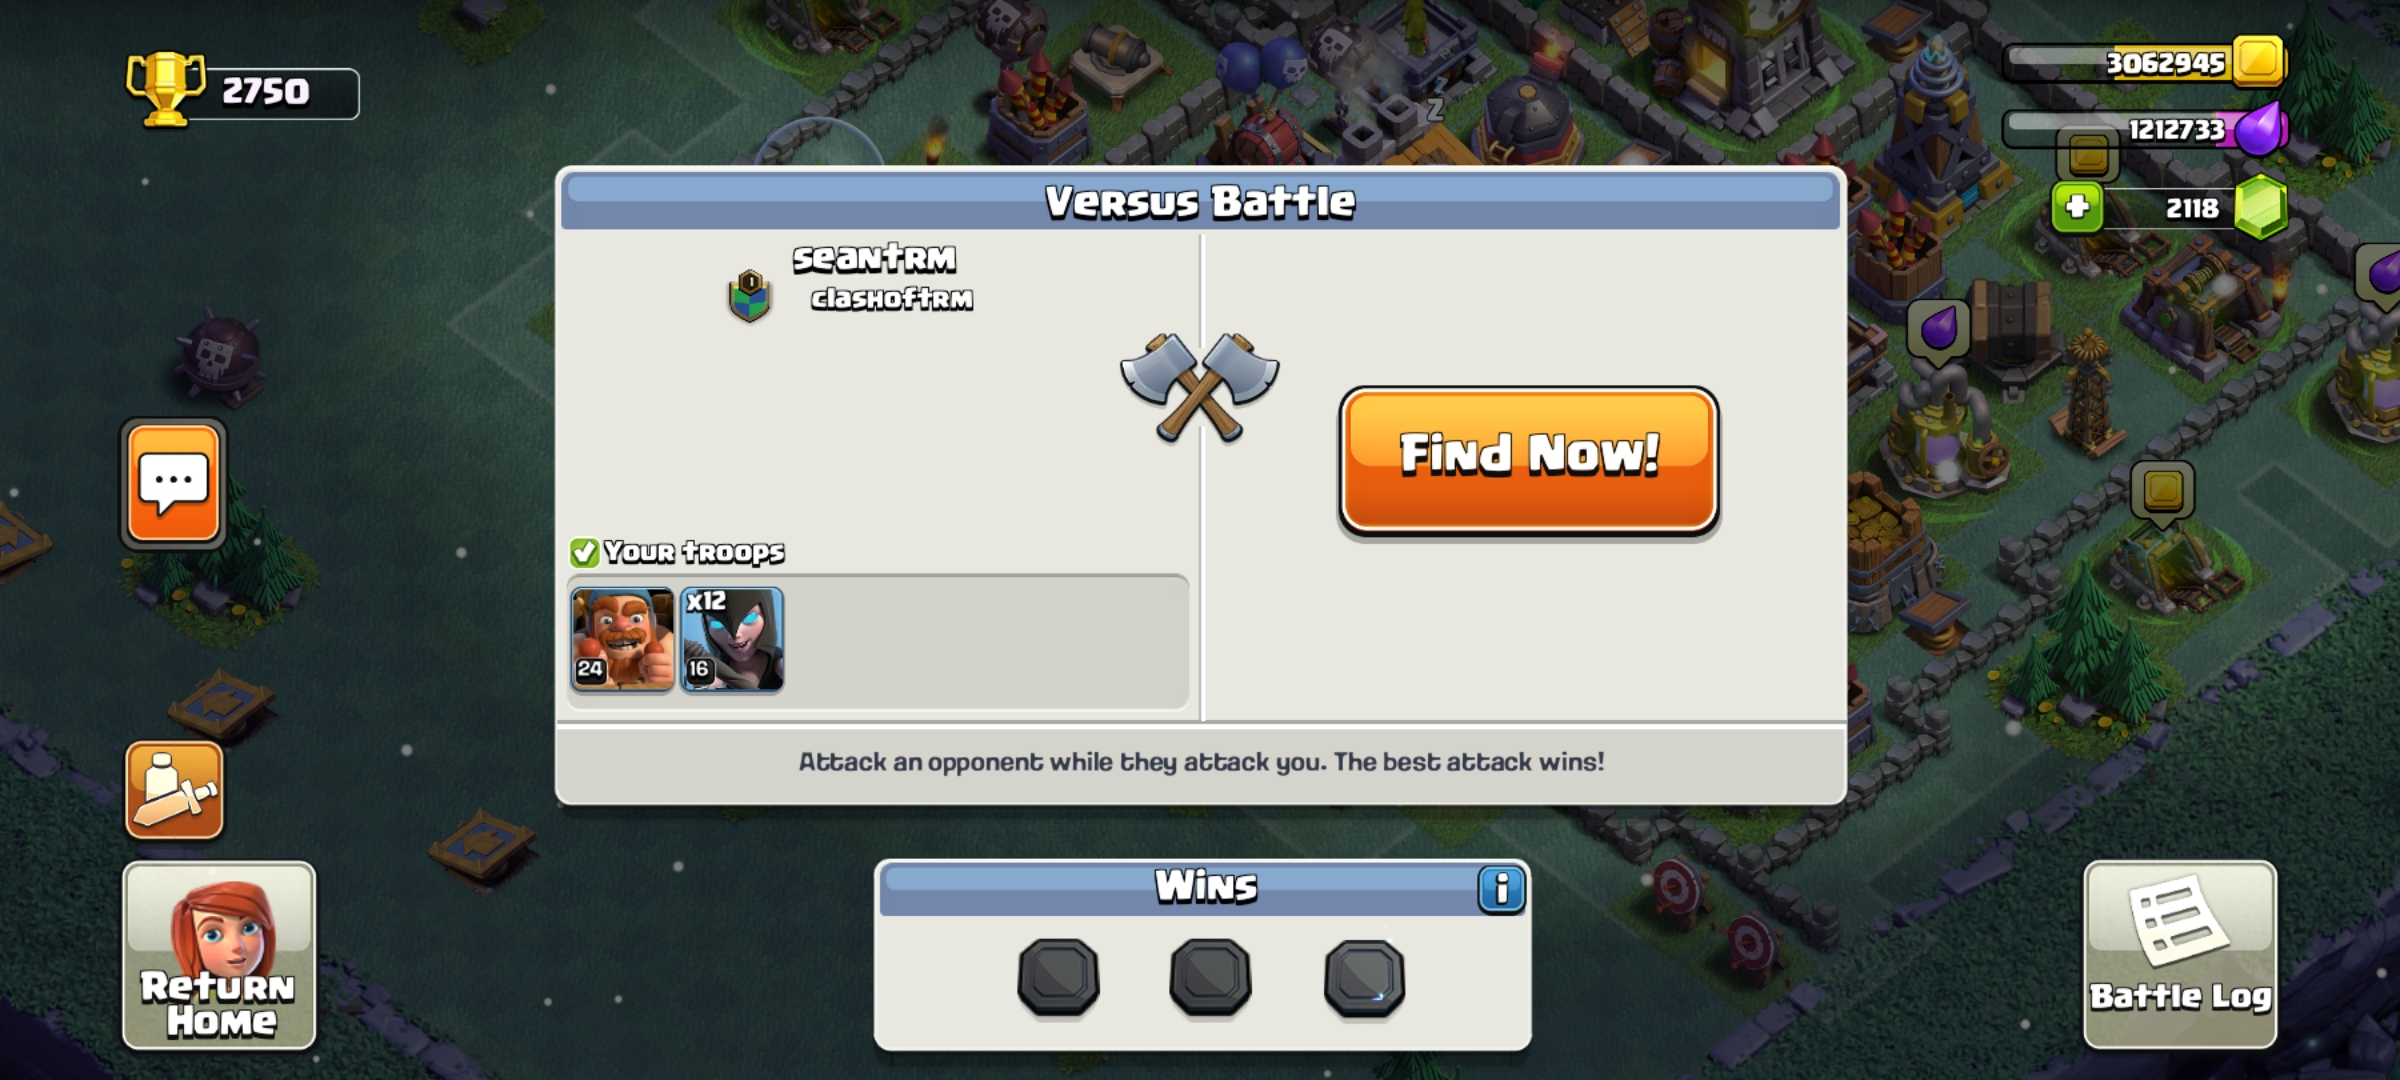 2750
3062945
1212733
2118
Versus Battle
seantrm
1
clashoftrm
Find Now!
Your troops
24
x12
16
Attack an opponent while they attack you. The best attack wins!
Wins
i
Return
Home
Battle Log
z